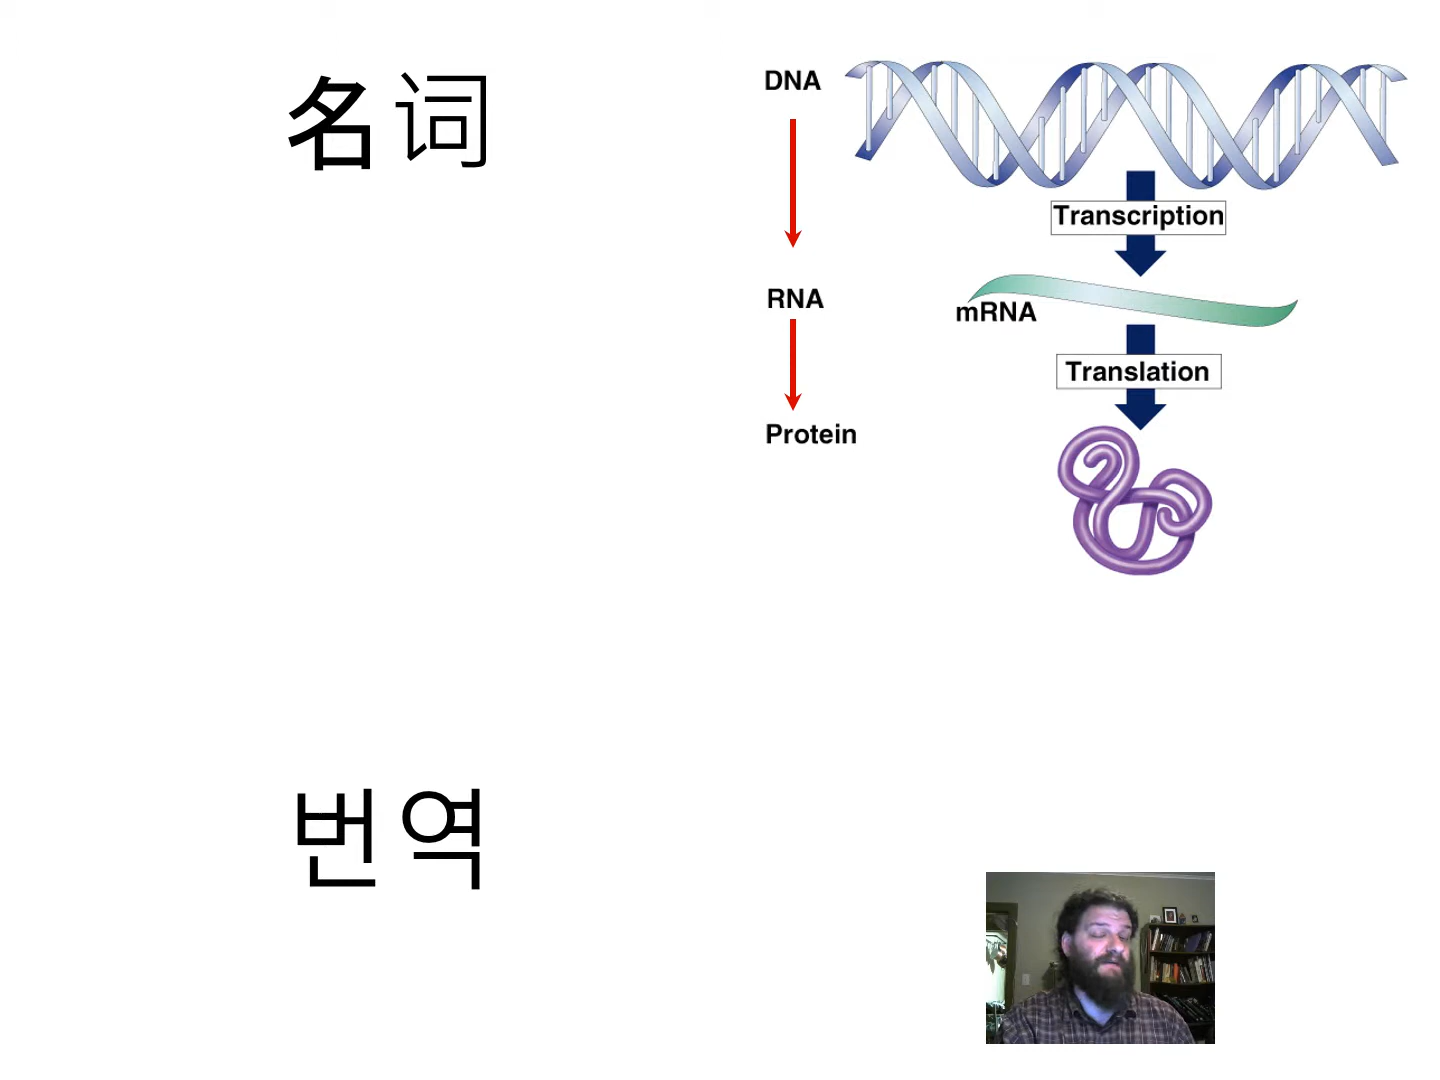 名词
DNA
Transcription
RNA
mRNA
Translation
Protein
번역